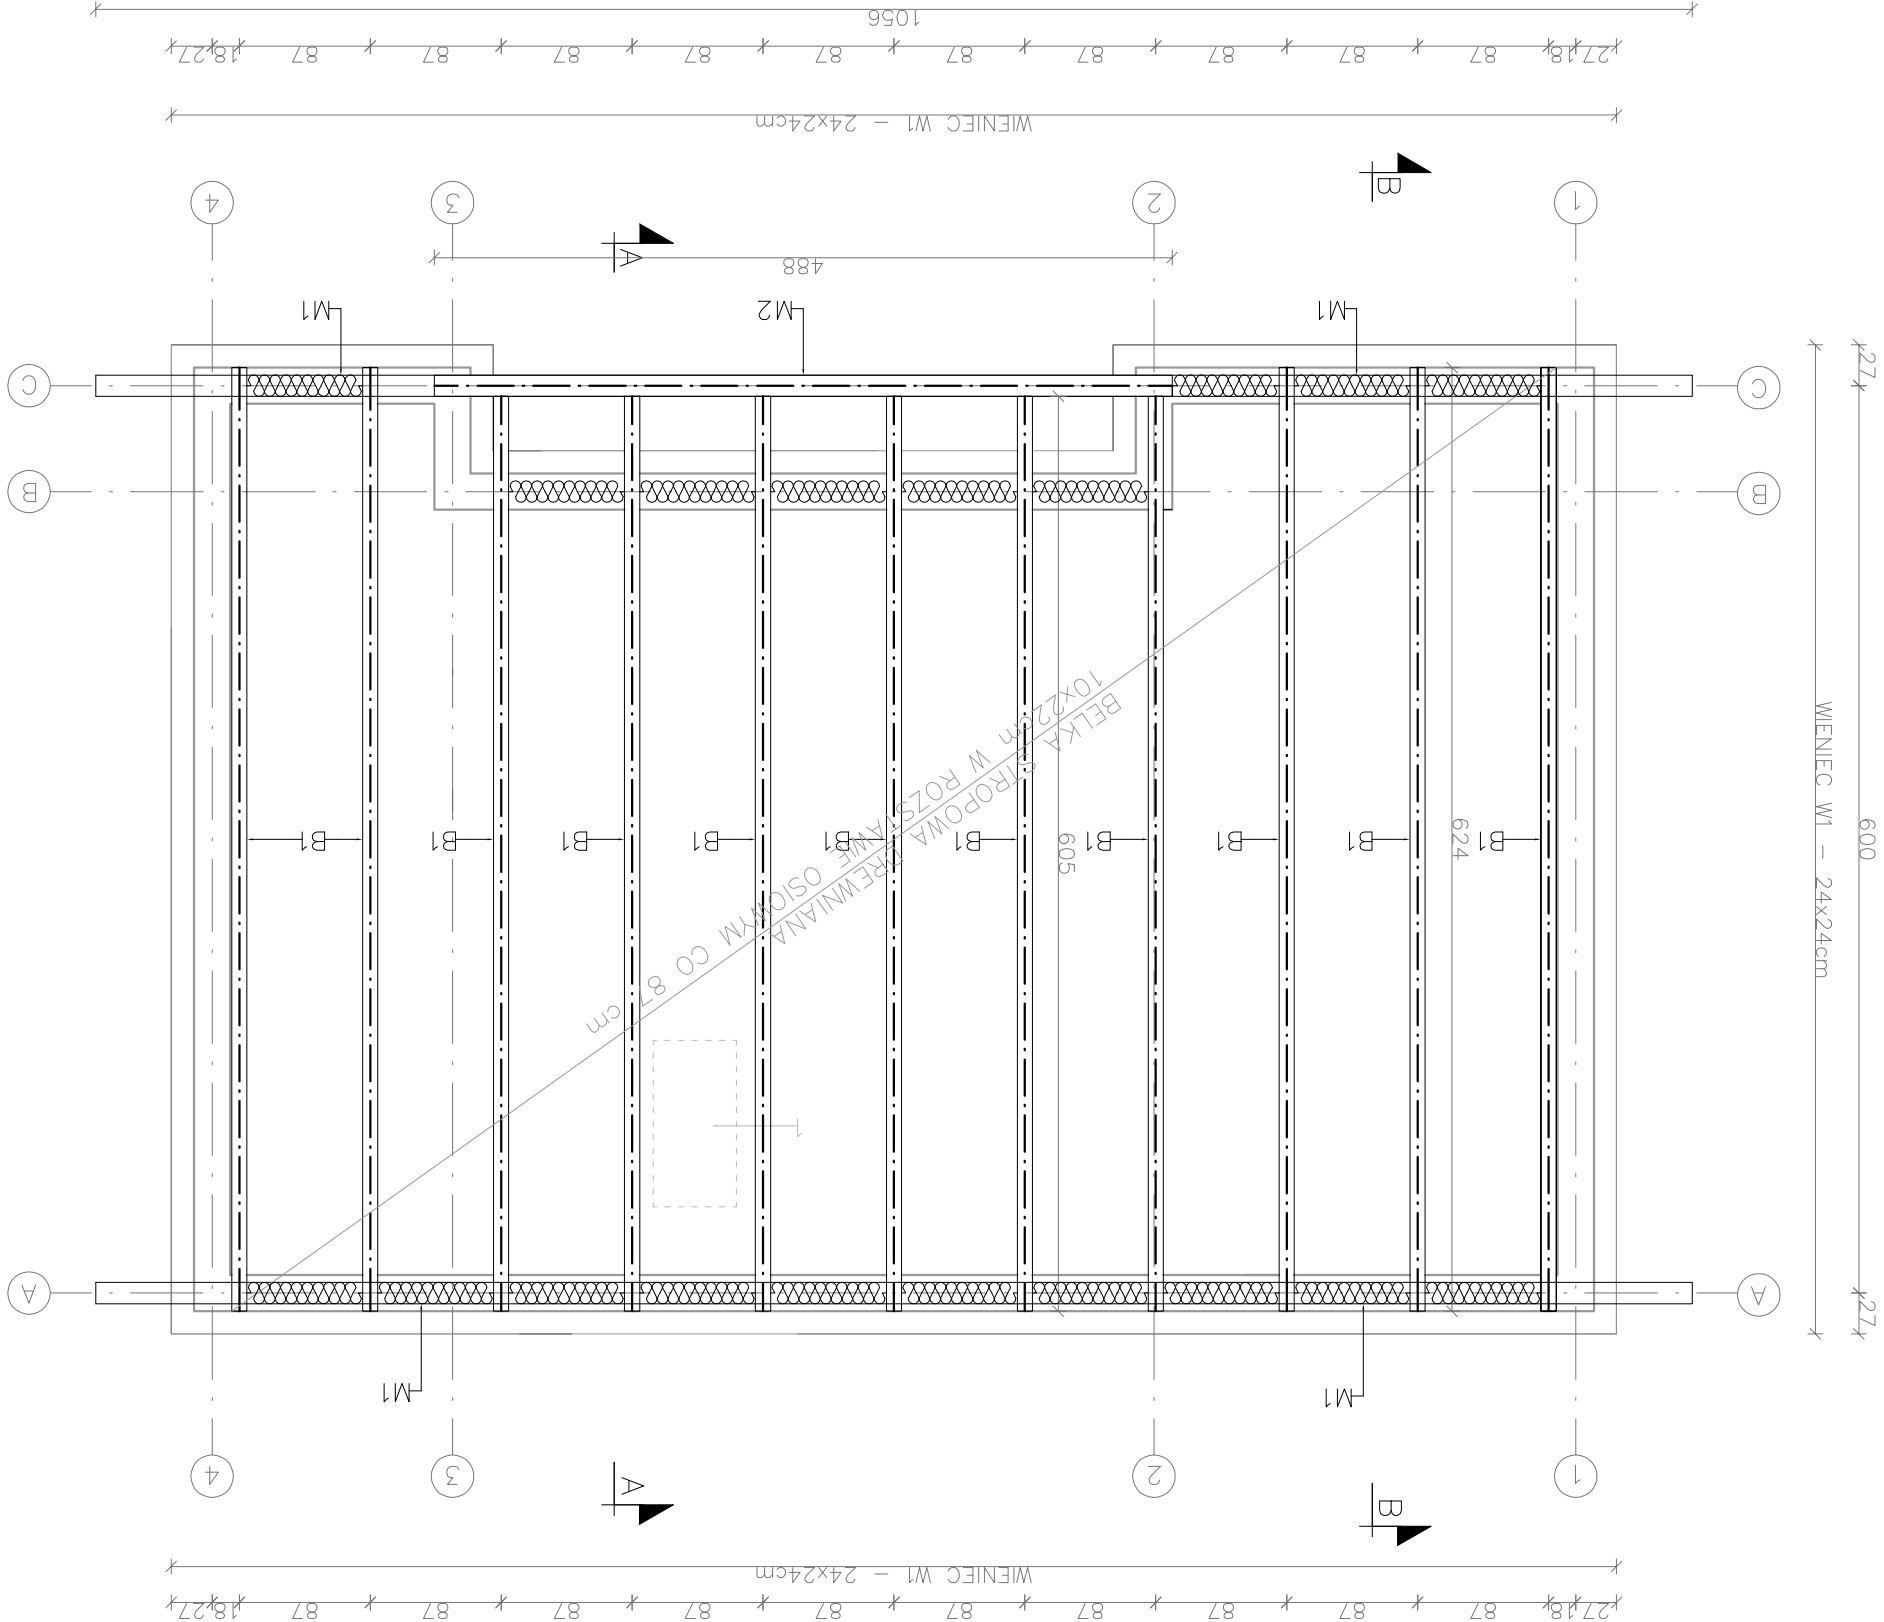 27 18 87 87 87 87 87 87 87 87 87 87 18 27
WIENIEC W1 - 24x24cm
B
A
1 2 3 4
M1 M1
27
A A
1
600
WIENIEC W1 - 24x24cm
624
605
B1 B1 B1 B1 B1 B1 B1 B1 B1 B1
BELKA STROPOWA DREWNIANA
10x22cm W ROZSTAWIE OSIOWYM CO 87 cm
B B
C C
27
M1 M2 M1
488
A
B
1 2 3 4
WIENIEC W1 - 24x24cm
27 18 87 87 87 87 87 87 87 87 87 87 18 27
1056